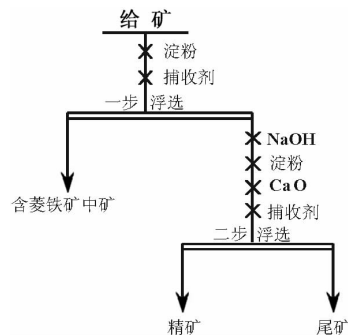 给 矿
淀粉
捕收剂
一步 浮选
NaOH
淀粉
CaO
捕收剂
含菱铁矿中矿
二步 浮选
精矿
尾矿